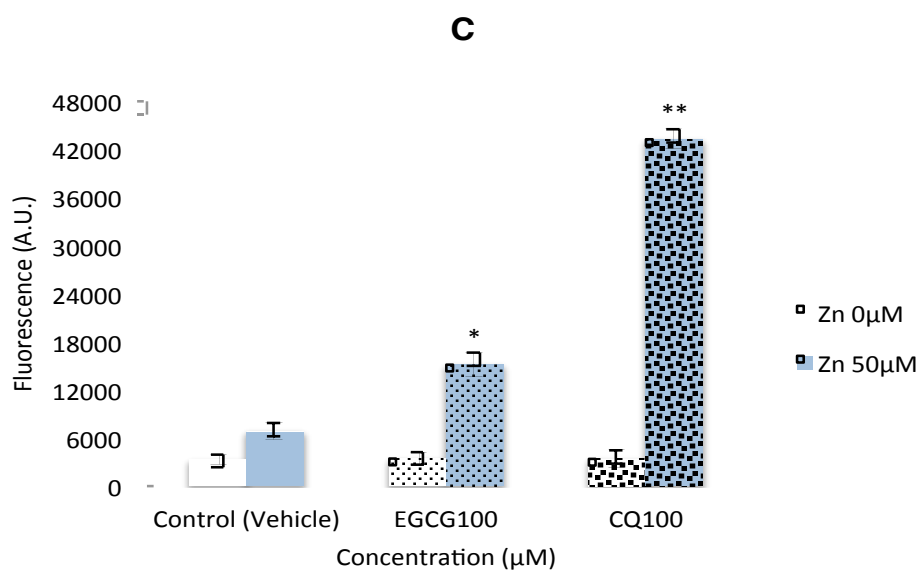 C
48000
42000
36000
30000
24000
18000
12000
6000
0
Fluorescence (A.U.)
*
**
Zn 0μM
Zn 50μM
Control (Vehicle) EGCG100 CQ100
Concentration (μM)